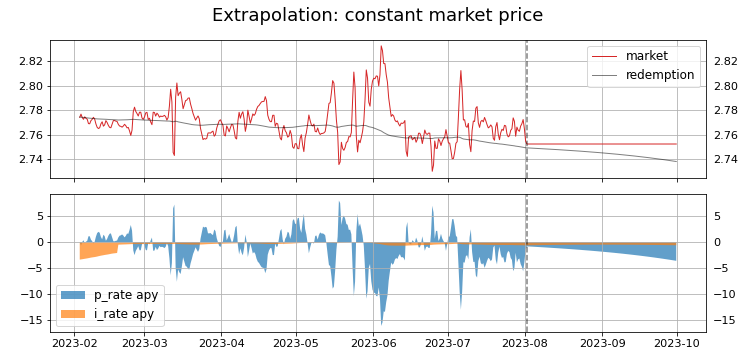 Extrapolation: constant market price
2.82 2.82
2.80 2.80
2.78 2.78
2.76 2.76
2.74 2.74
market
redemption
5 5
0 0
−5 −5
−10 −10
−15 −15
p_rate apy
i_rate apy
2023-02 2023-03 2023-04 2023-05 2023-06 2023-07 2023-08 2023-09 2023-10